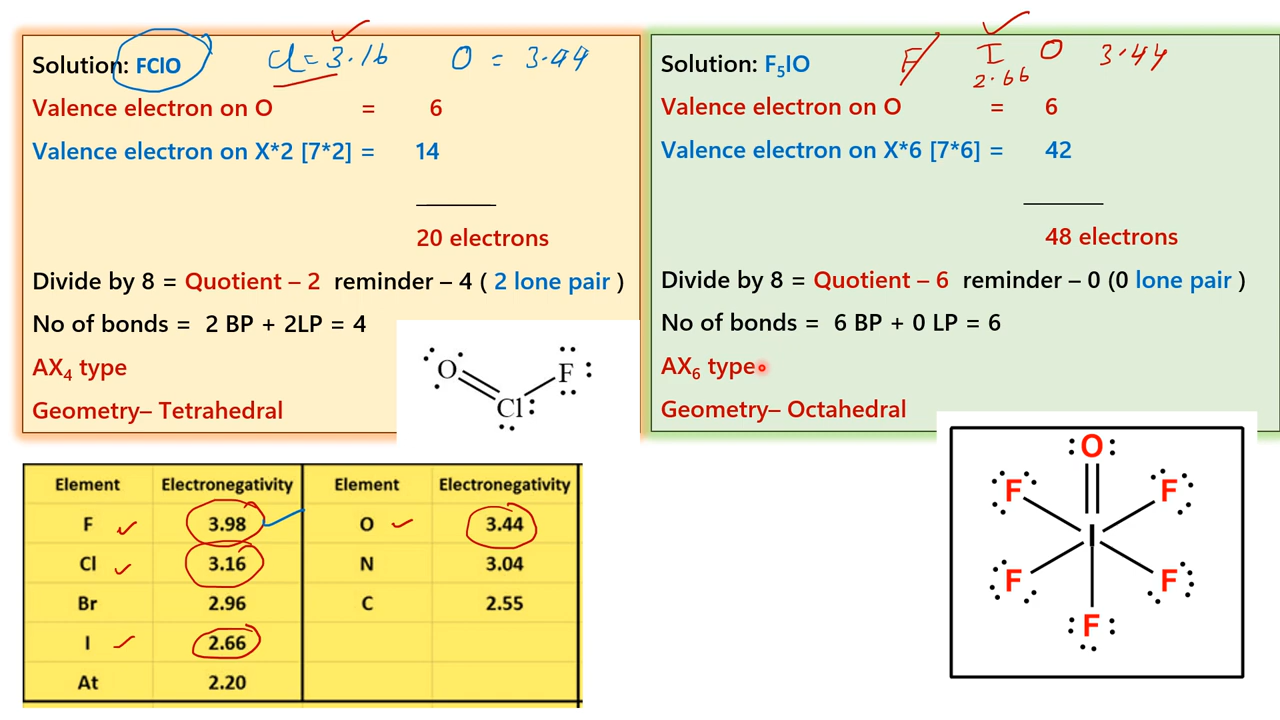 Solution: FClO Cl = 3.16 O = 3.44
Valence electron on O = 6
Valence electron on X*2 [7*2] = 14
20 electrons
Divide by 8 = Quotient – 2 reminder – 4 ( 2 lone pair )
No of bonds = 2 BP + 2LP = 4
AX₄ type
Geometry– Tetrahedral
O F
Cl
Solution: F₅IO F I O 3.44
2.66
Valence electron on O = 6
Valence electron on X*6 [7*6] = 42
48 electrons
Divide by 8 = Quotient – 6 reminder – 0 (0 lone pair )
No of bonds = 6 BP + 0 LP = 6
AX₆ type
Geometry– Octahedral
Element Electronegativity Element Electronegativity
F 3.98 O 3.44
Cl 3.16 N 3.04
Br 2.96 C 2.55
I 2.66
At 2.20
O
F F
I
F F
F